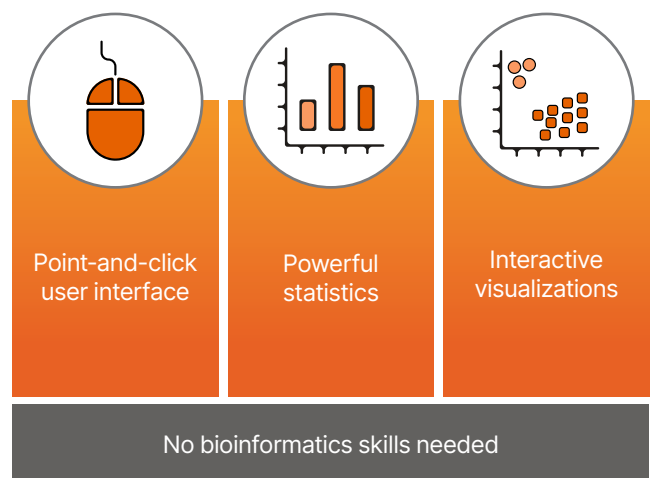 Point-and-click
user interface
Powerful
statistics
Interactive
visualizations
No bioinformatics skills needed